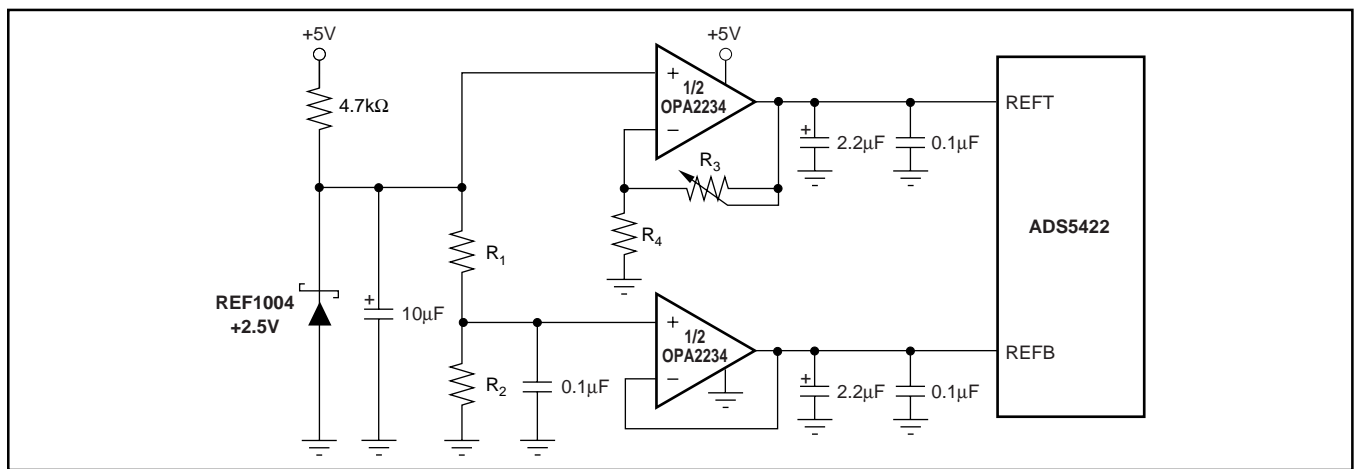 +5V
+5V
4.7kΩ
+
1/2
OPA2234
−
REFT
+
2.2µF
0.1µF
R3
R4
ADS5422
R1
REF1004
+2.5V
+
10µF
+
1/2
OPA2234
−
REFB
R2
0.1µF
+
2.2µF
0.1µF